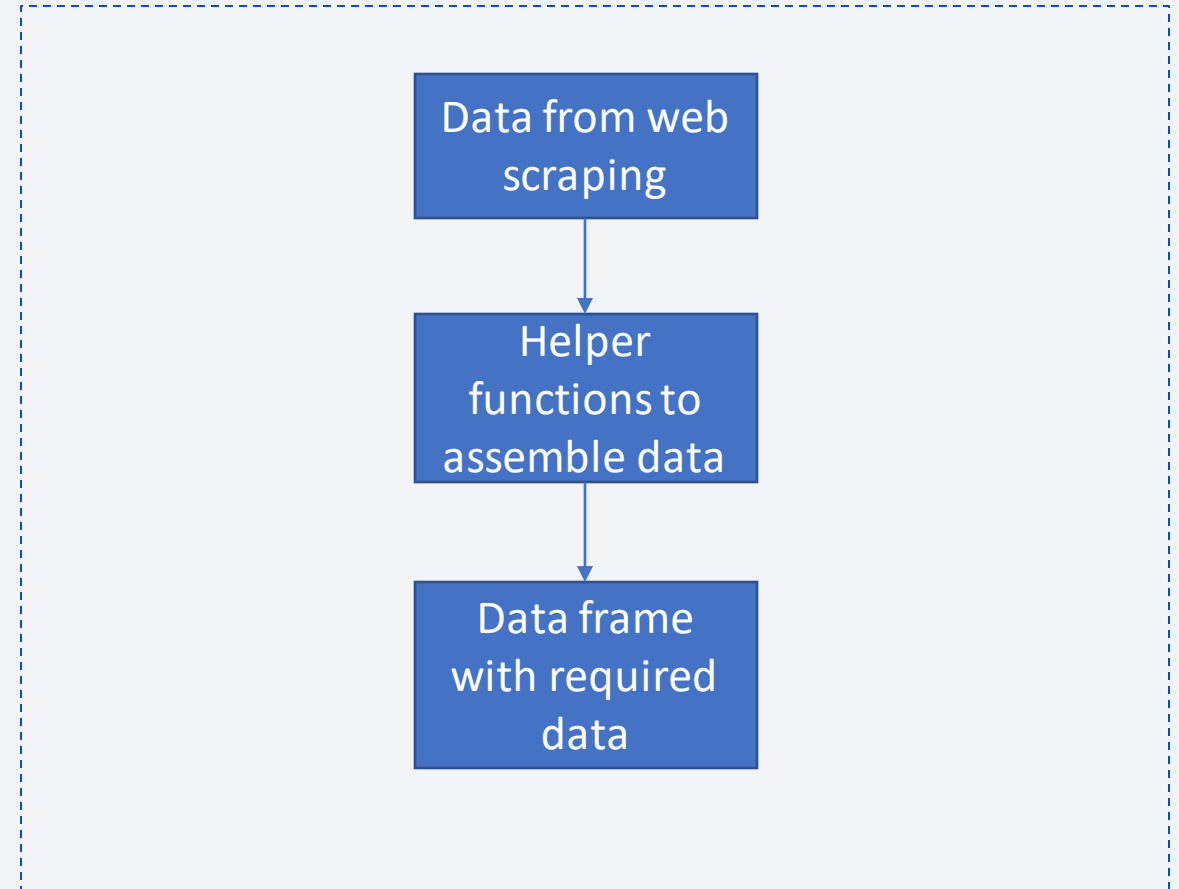 Data from web
scraping
Helper
functions to
assemble data
Data frame
with required
data